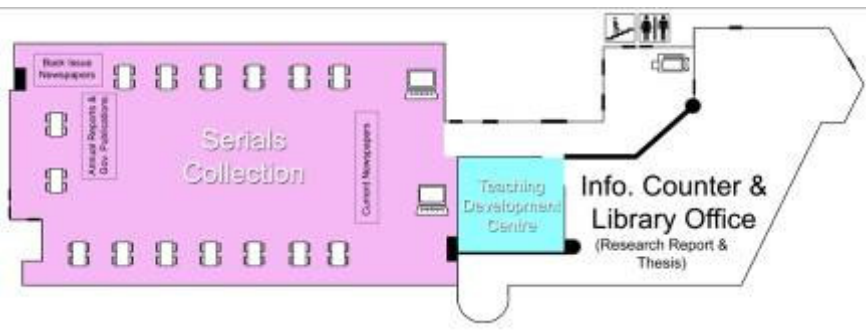 Back Issue
Newspapers
Annual Reports &
Gov. Publications
Serials
Collection
Current Newspapers
Teaching
Development
Centre
Info. Counter &
Library Office
(Research Report &
Thesis)